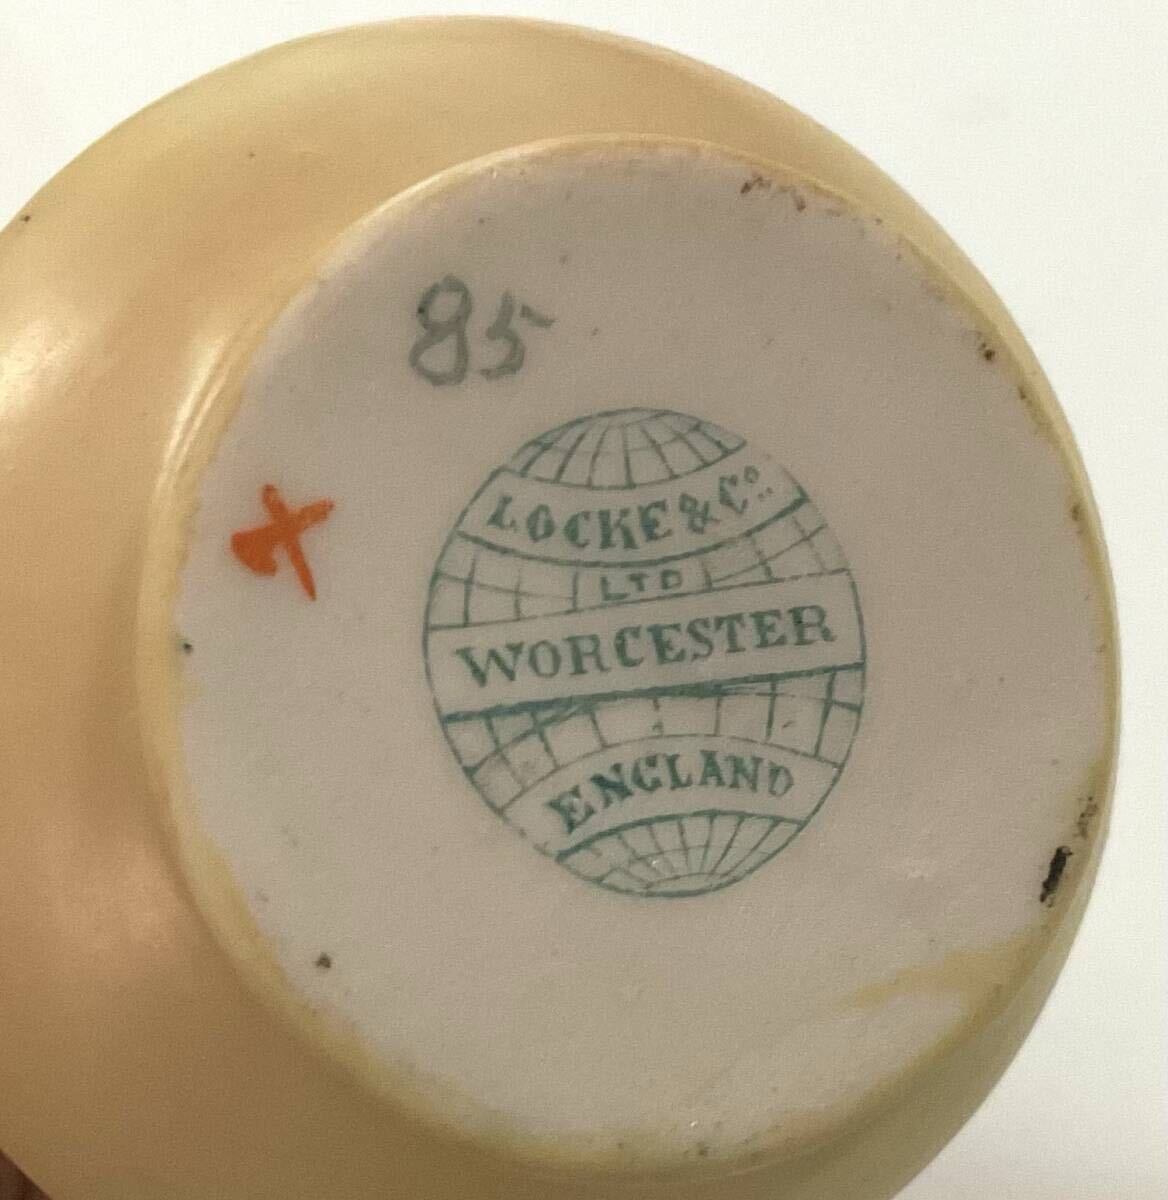 85
LOCKE & Co.
LTD
WORCESTER
ENGLAND